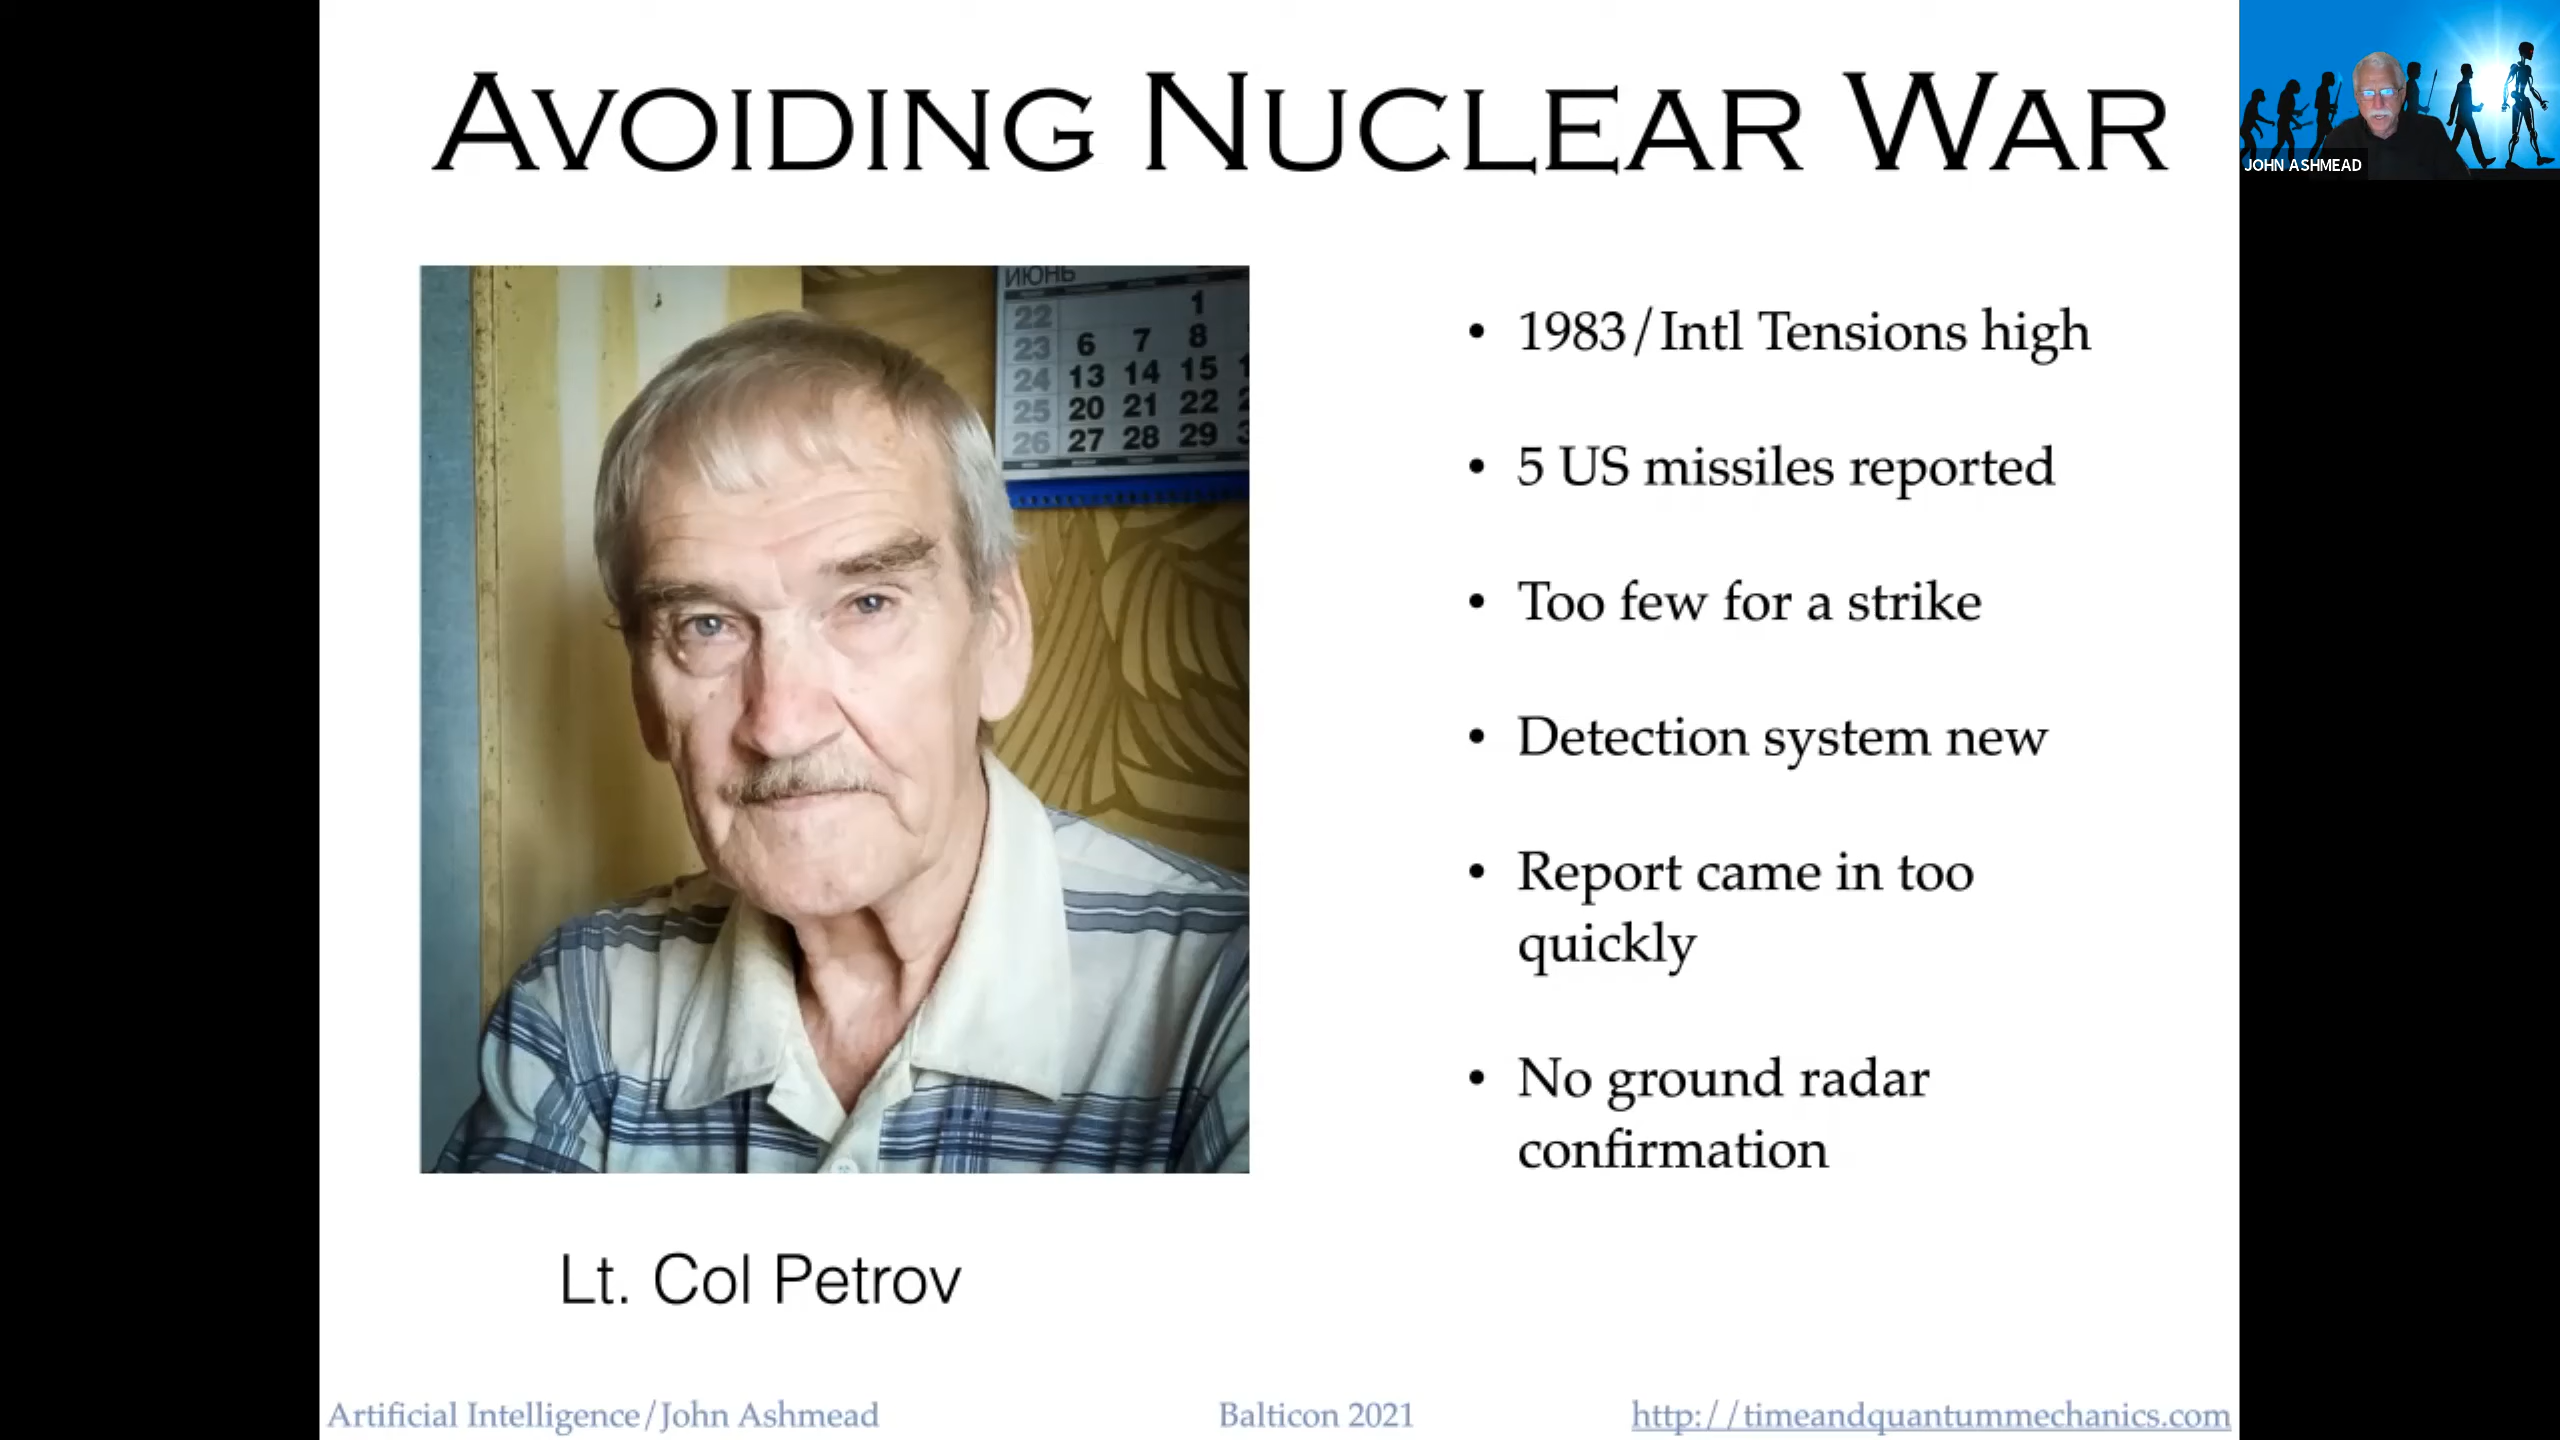 AVOIDING NUCLEAR WAR
JOHN ASHMEAD
ИЮНЬ
22 1
23 6 7 8
24 13 14 15 1
25 20 21 22 2
26 27 28 29 3
• 1983/Intl Tensions high
• 5 US missiles reported
• Too few for a strike
• Detection system new
• Report came in too
quickly
• No ground radar
confirmation
Lt. Col Petrov
Artificial Intelligence/John Ashmead
Balticon 2021
http://timeandquantummechanics.com